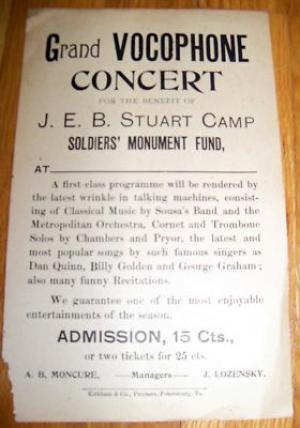 Grand VOCOPHONE
CONCERT
FOR THE BENEFIT OF
J. E. B. STUART CAMP
SOLDIERS' MONUMENT FUND,
AT
A first class programme will be rendered by
the latest wrinkle in talking machines, consist-
ing of Classical Music by Sousa's Band and the
Metropolitan Orchestra, Cornet and Trombone
Solos by Chambers and Pryor, the latest and
most popular songs by such famous singers as
Dan Quinn, Billy Golden and George Graham;
also many funny Recitations.
We guarantee one of the most enjoyable
entertainments of the season.
ADMISSION, 15 Cts.,
or two tickets for 25 cts.
A. B. MONCURE, —Managers— J. LOZENSKY.
& Co., Printers, Petersburg, Va.